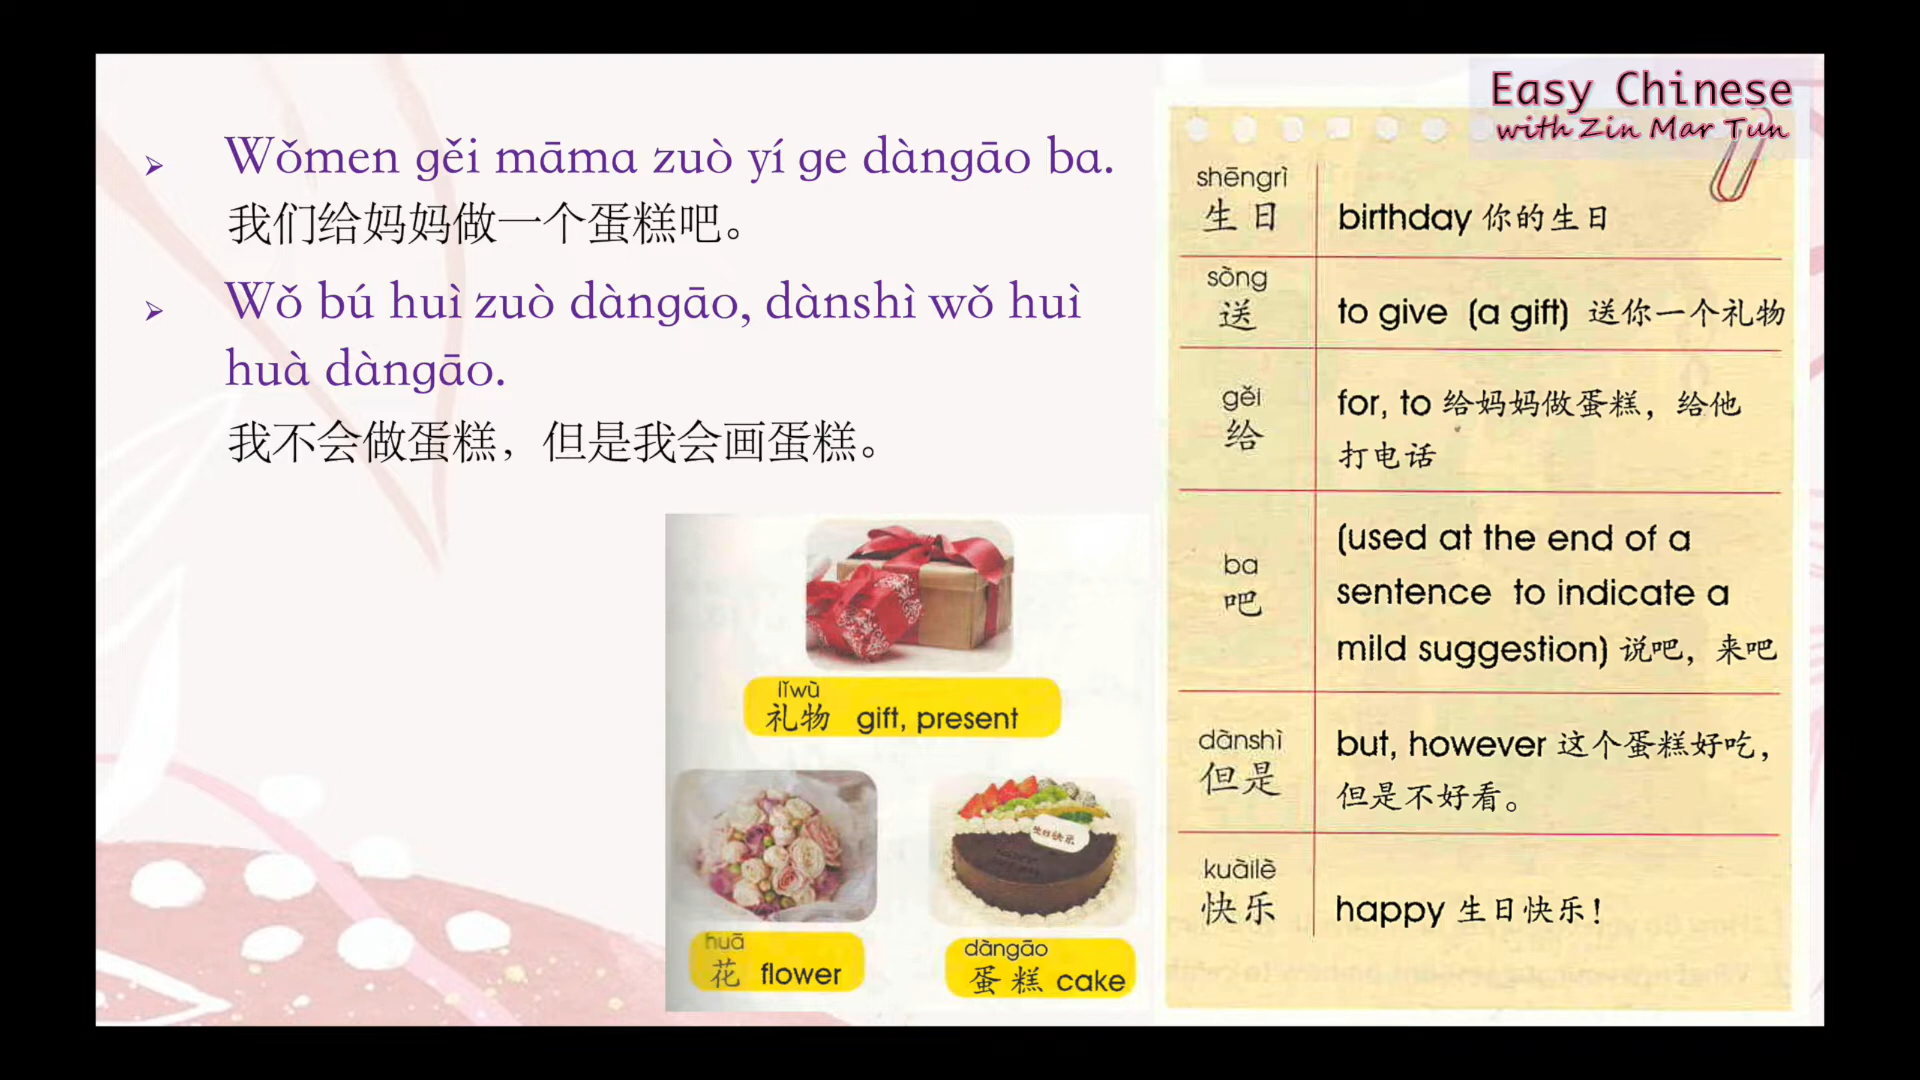 Easy Chinese
with Zin Mar Tun
Wǒmen gěi māma zuò yí ge dàngāo ba.
我们给妈妈做一个蛋糕吧。
Wǒ bú huì zuò dàngāo, dànshì wǒ huì
huà dàngāo.
我不会做蛋糕，但是我会画蛋糕。
lǐwù
礼物 gift, present
huā
花 flower
生日快乐
dàngāo
蛋糕 cake
shēngrì
生日 birthday 你的生日
sòng
送 to give (a gift) 送你一个礼物
gěi
给 for, to 给妈妈做蛋糕，给他
打电话
ba
吧 (used at the end of a
sentence to indicate a
mild suggestion) 说吧，来吧
dànshì
但是 but, however 这个蛋糕好吃，
但是不好看。
kuàilè
快乐 happy 生日快乐！